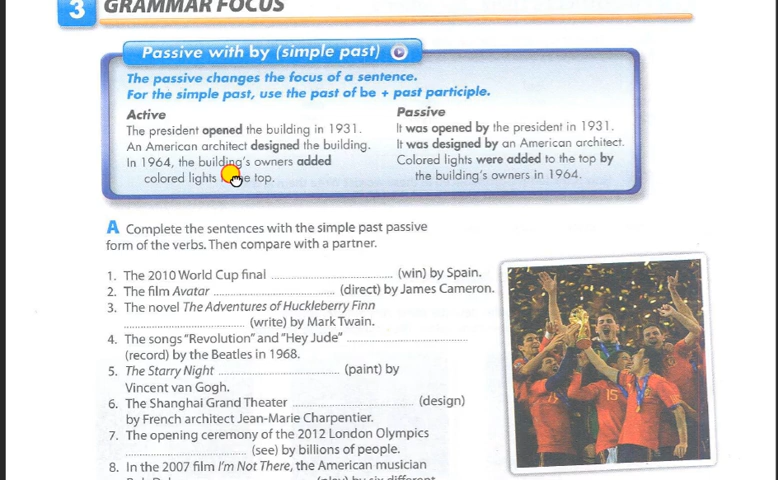 3 GRAMMAR FOCUS
Passive with by (simple past)
The passive changes the focus of a sentence.
For the simple past, use the past of be + past participle.
Active
The president opened the building in 1931.
An American architect designed the building.
In 1964, the building's owners added
colored lights top.
Passive
It was opened by the president in 1931.
It was designed by an American architect.
Colored lights were added to the top by
the building's owners in 1964.
A Complete the sentences with the simple past passive
form of the verbs. Then compare with a partner.
1. The 2010 World Cup final ........................................ (win) by Spain.
2. The film Avatar ........................................ (direct) by James Cameron.
3. The novel The Adventures of Huckleberry Finn
........................................ (write) by Mark Twain.
4. The songs "Revolution" and "Hey Jude" ........................................
(record) by the Beatles in 1968.
5. The Starry Night ........................................ (paint) by
Vincent van Gogh.
6. The Shanghai Grand Theater ........................................ (design)
by French architect Jean-Marie Charpentier.
7. The opening ceremony of the 2012 London Olympics
........................................ (see) by billions of people.
8. In the 2007 film I'm Not There, the American musician
15